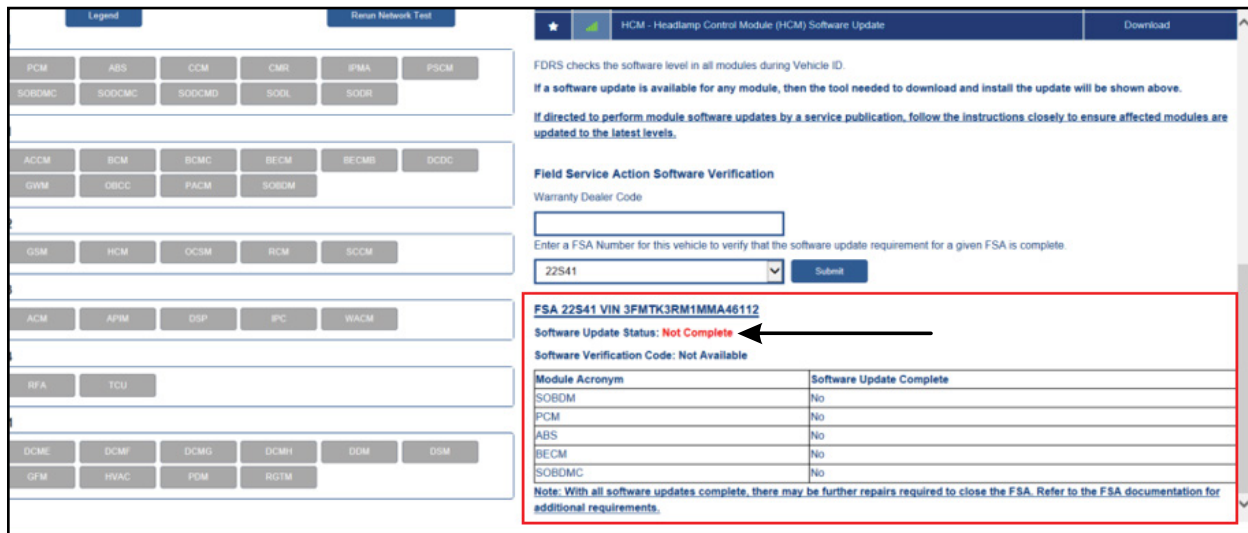 Legend
Rerun Network Test
PCM ABS CCM CMR IPMA PSCM
SOBDMC SODCMC SODCMD SODL SODR
ACCM BCM BCMC BECM BECMB DCDC
GWM OBCC PACM SOBDM
GSM HCM OCSM RCM SCCM
ACM APIM DSP IPC WACM
RFA TCU
DCME DCMF DCMG DCMH DDM DSM
GFM HVAC PDM RGTM
HCM - Headlamp Control Module (HCM) Software Update Download
FDRS checks the software level in all modules during Vehicle ID.
If a software update is available for any module, then the tool needed to download and install the update will be shown above.
If directed to perform module software updates by a service publication, follow the instructions closely to ensure affected modules are
updated to the latest levels.
Field Service Action Software Verification
Warranty Dealer Code
Enter a FSA Number for this vehicle to verify that the software update requirement for a given FSA is complete.
22S41 Submit
FSA 22S41 VIN 3FMTK3RM1MMA46112
Software Update Status: Not Complete
Software Verification Code: Not Available
Module Acronym Software Update Complete
SOBDM No
PCM No
ABS No
BECM No
SOBDMC No
Note: With all software updates complete, there may be further repairs required to close the FSA. Refer to the FSA documentation for
additional requirements.